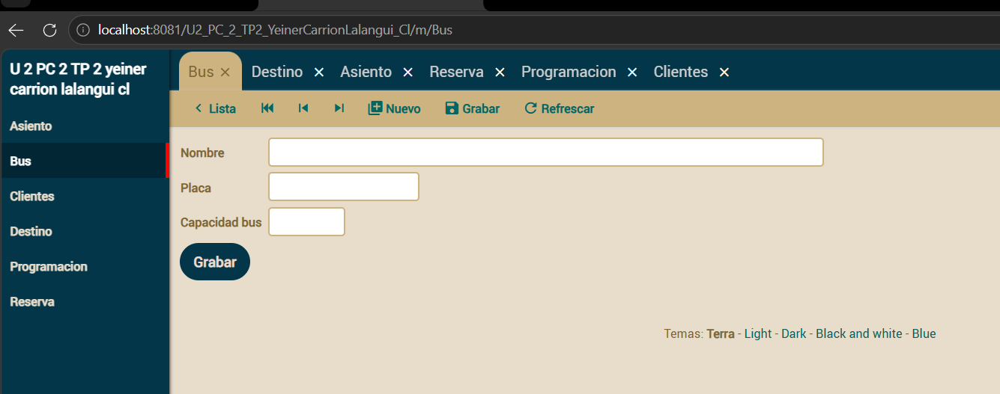 localhost:8081/U2_PC_2_TP2_YeinerCarrionLalangui_Cl/m/Bus
U 2 PC 2 TP 2 yeiner
carrion lalangui cl
Asiento
Bus
Clientes
Destino
Programacion
Reserva
Bus Destino Asiento Reserva Programacion Clientes
Lista Nuevo Grabar Refrescar
Nombre
Placa
Capacidad bus
Grabar
Temas: Terra - Light - Dark - Black and white - Blue